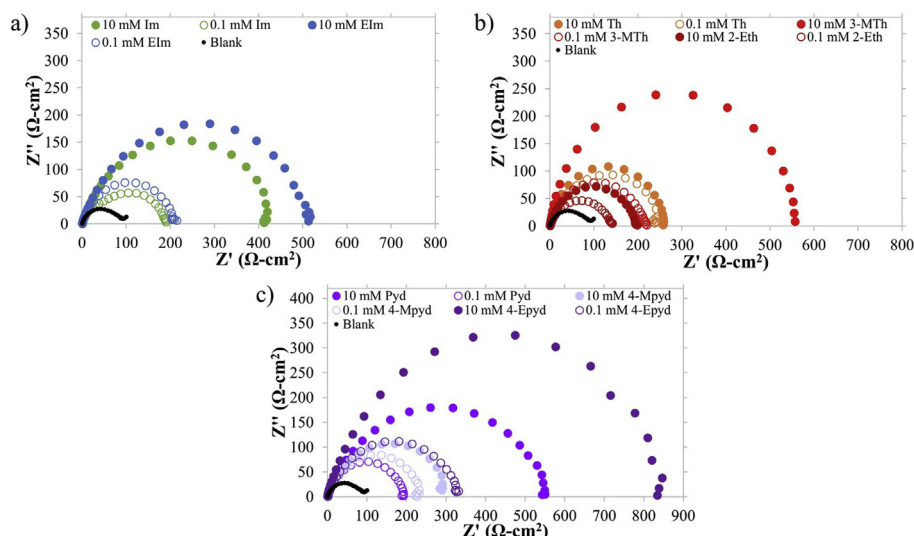 a)
10 mM Im 0.1 mM Im 10 mM EIm
0.1 mM EIm Blank
350
300
250
200
150
100
50
0
Z'' (Ω-cm²)
0 100 200 300 400 500 600 700 800
Z' (Ω-cm²)
b)
10 mM Th 0.1 mM Th 10 mM 3-MTh
0.1 mM 3-MTh 10 mM 2-Eth 0.1 mM 2-Eth
Blank
350
300
250
200
150
100
50
0
Z'' (Ω-cm²)
0 100 200 300 400 500 600 700 800
Z' (Ω-cm²)
c)
10 mM Pyd 0.1 mM Pyd 10 mM 4-Mpyd
0.1 mM 4-Mpyd 10 mM 4-Epyd 0.1 mM 4-Epyd
Blank
400
350
300
250
200
150
100
50
0
Z'' (Ω-cm²)
0 100 200 300 400 500 600 700 800 900
Z' (Ω-cm²)